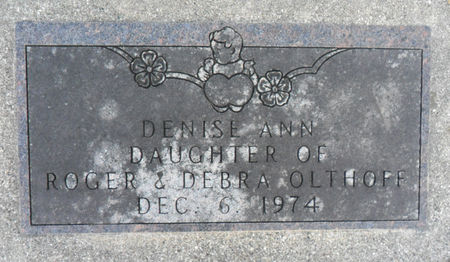 DENISE ANN
DAUGHTER OF
ROGER & DEBRA OLTHOFF
DEC. 6, 1974